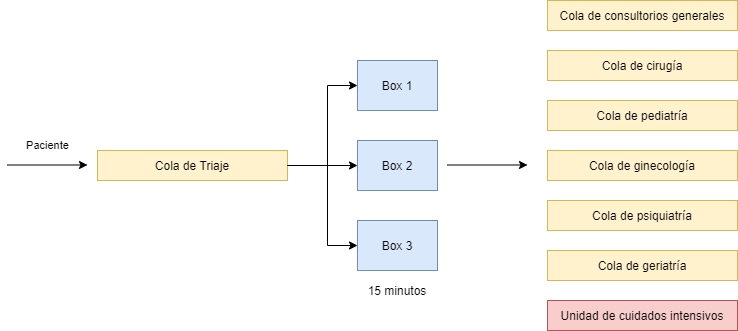 Paciente
Cola de Triaje
Box 1
Box 2
Box 3
15 minutos
Cola de consultorios generales
Cola de cirugía
Cola de pediatría
Cola de ginecología
Cola de psiquiatría
Cola de geriatría
Unidad de cuidados intensivos